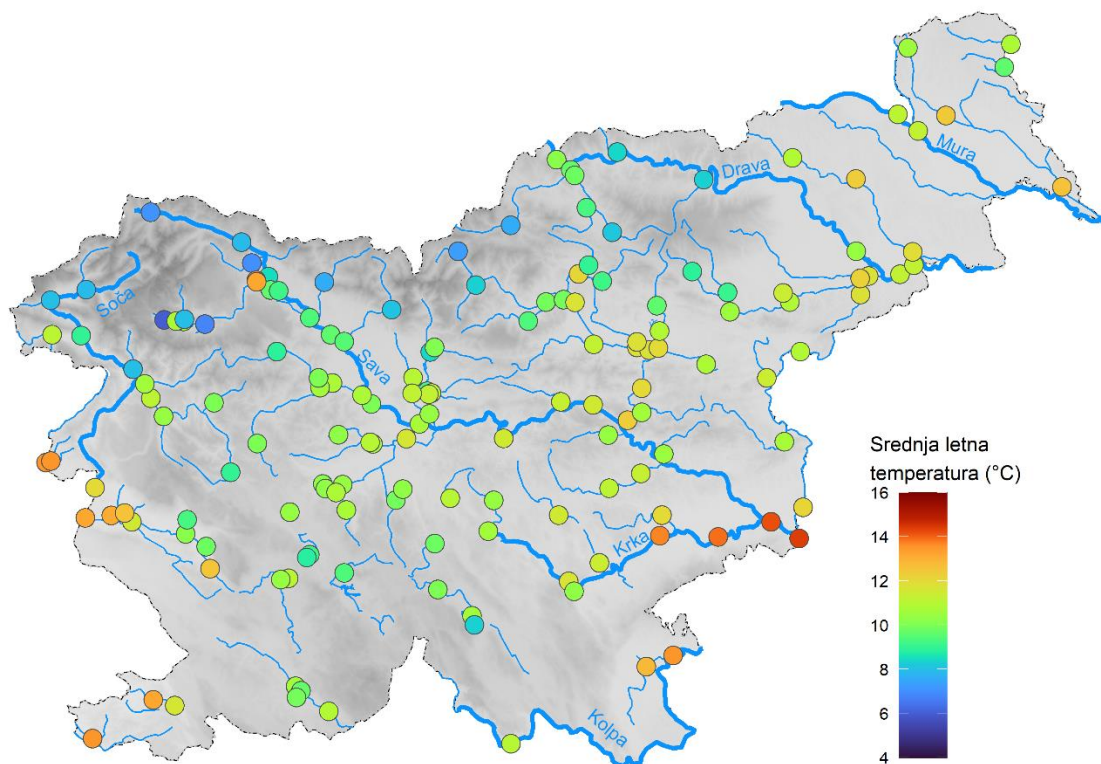 Mura
Drava
Soča
Sava
Srednja letna
temperatura (°C)
16
14
12
10
8
6
4
Krka
Kolpa